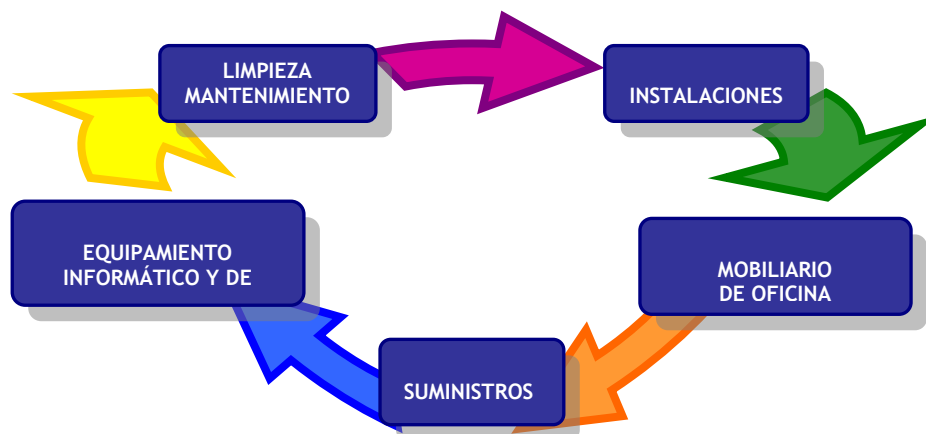 LIMPIEZA
MANTENIMIENTO
INSTALACIONES
EQUIPAMIENTO
INFORMÁTICO Y DE
MOBILIARIO
DE OFICINA
SUMINISTROS